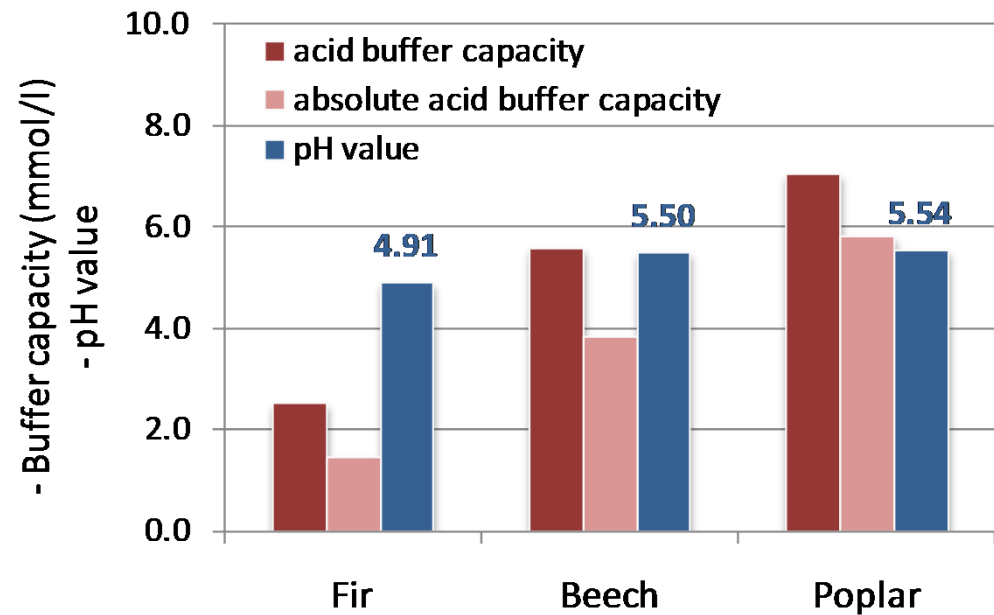 - Buffer capacity (mmol/l)
- pH value
10.0
8.0
6.0
4.0
2.0
0.0
acid buffer capacity
absolute acid buffer capacity
pH value
4.91
5.50
5.54
Fir
Beech
Poplar